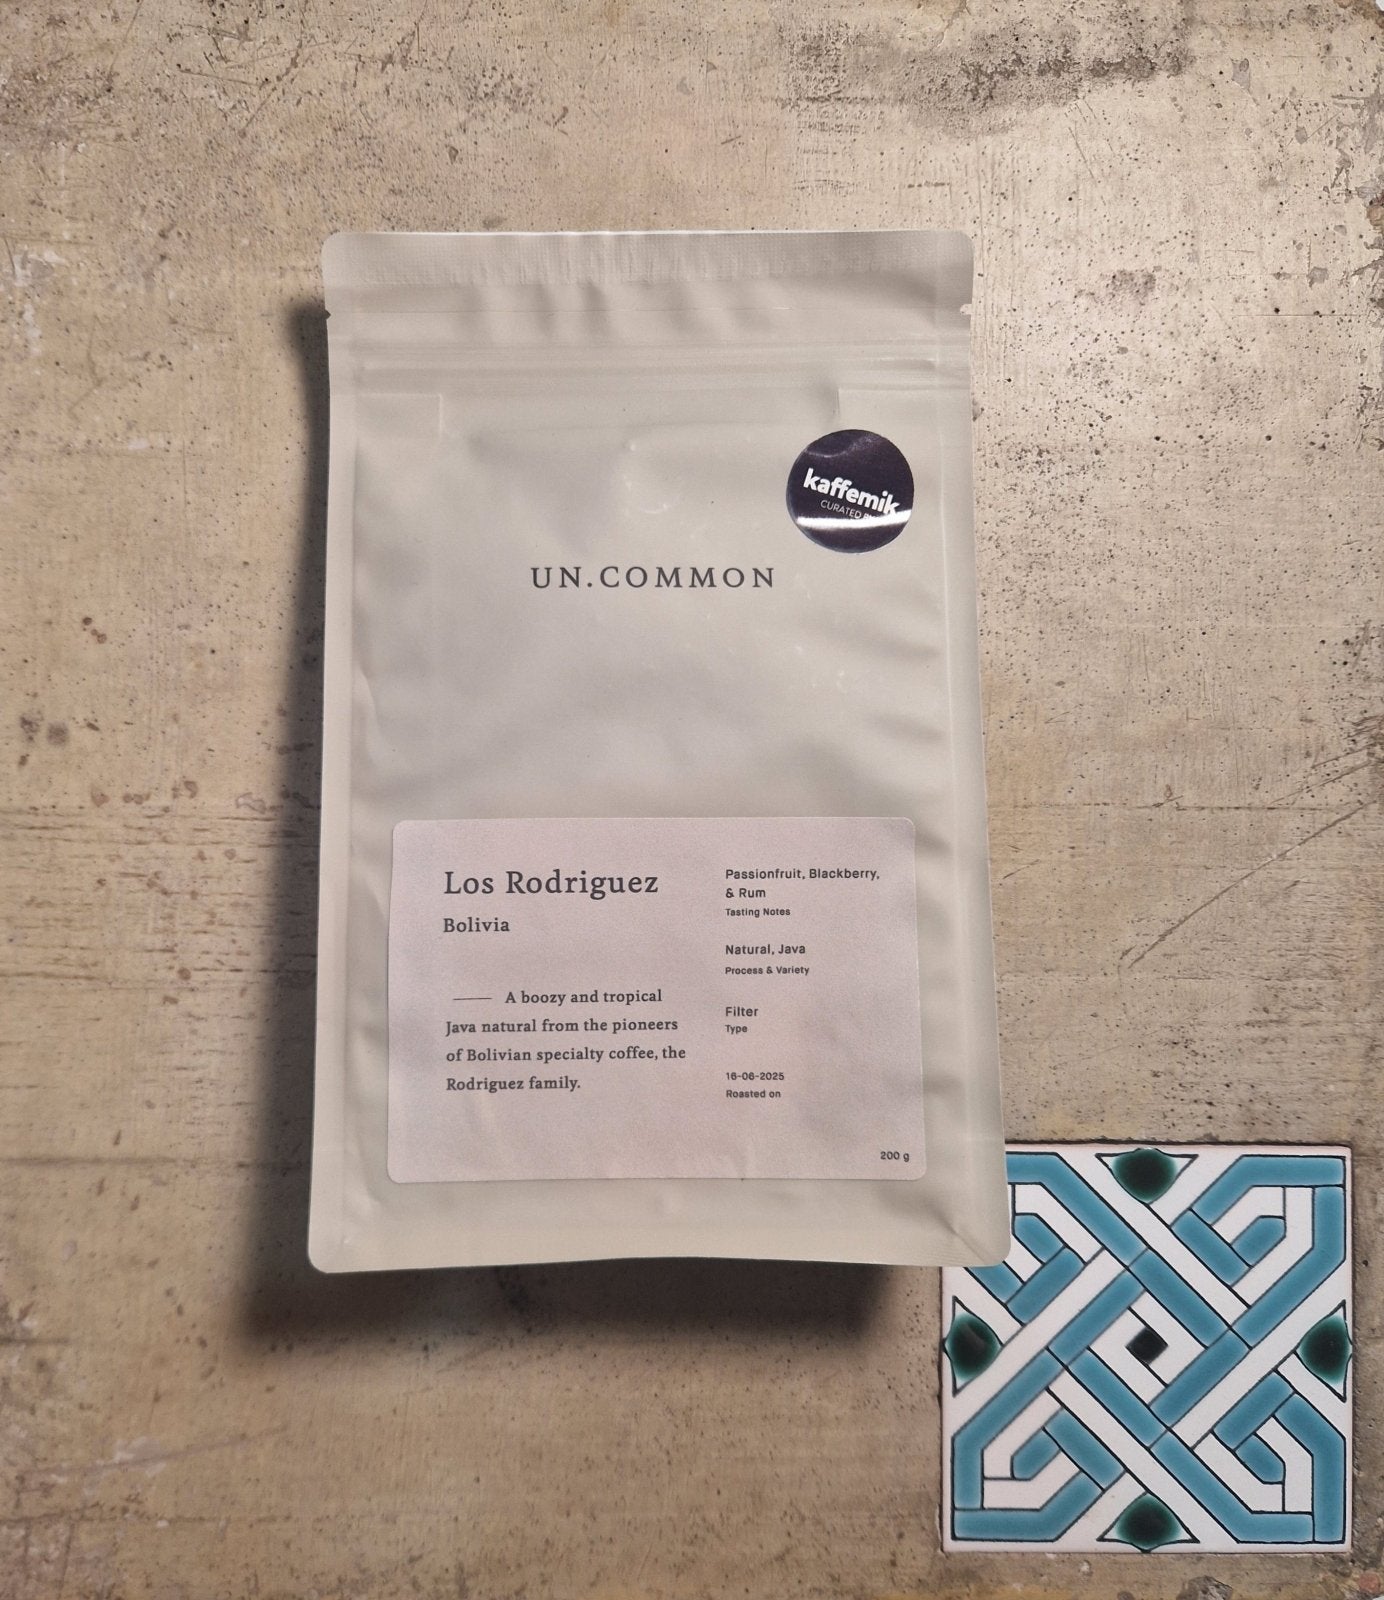 kaffemik
CURATED
UN.COMMON
Los Rodriguez
Bolivia
—— A boozy and tropical
Java natural from the pioneers
of Bolivian specialty coffee, the
Rodriguez family.
Passionfruit, Blackberry,
& Rum
Tasting Notes
Natural, Java
Process & Variety
Filter
Type
16-06-2025
Roasted on
200 g